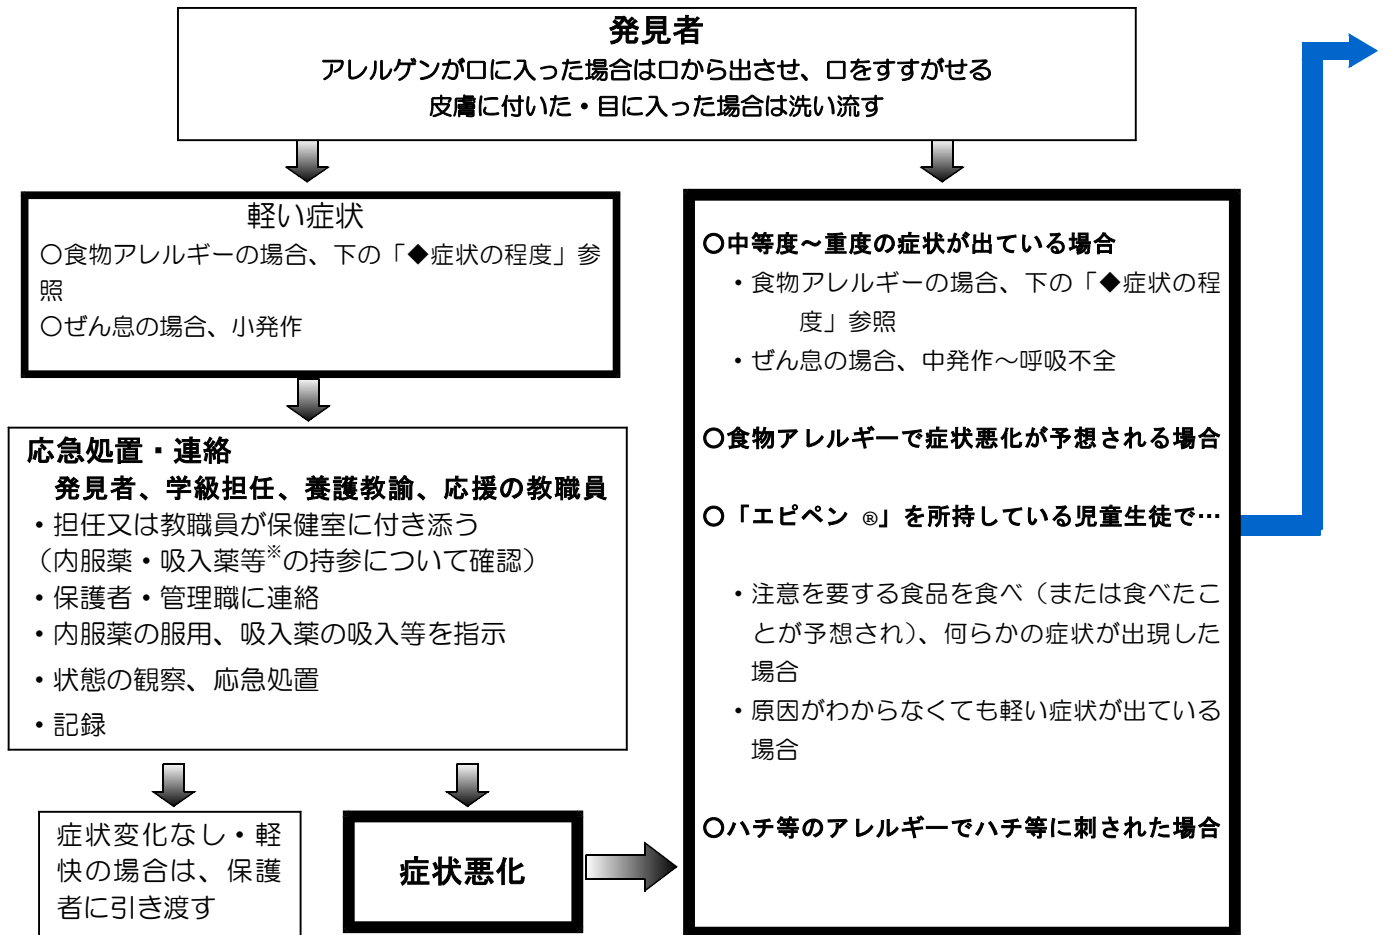 発見者
アレルゲンが口に入った場合は口から出させ、口をすすがせる
皮膚に付いた・目に入った場合は洗い流す
軽い症状
〇食物アレルギーの場合、下の「◆症状の程度」参
照
〇ぜん息の場合、小発作
応急処置・連絡
発見者、学級担任、養護教諭、応援の教職員
・担任又は教職員が保健室に付き添う
（内服薬・吸入薬等※の持参について確認）
・保護者・管理職に連絡
・内服薬の服用、吸入薬の吸入等を指示
・状態の観察、応急処置
・記録
症状変化なし・軽
快の場合は、保護
者に引き渡す
症状悪化
〇中等度～重度の症状が出ている場合
・食物アレルギーの場合、下の「◆症状の程
度」参照
・ぜん息の場合、中発作～呼吸不全
〇食物アレルギーで症状悪化が予想される場合
〇「エピペン ®」を所持している児童生徒で…
・注意を要する食品を食べ（または食べたこ
とが予想され）、何らかの症状が出現した
場合
・原因がわからなくても軽い症状が出ている
場合
〇ハチ等のアレルギーでハチ等に刺された場合